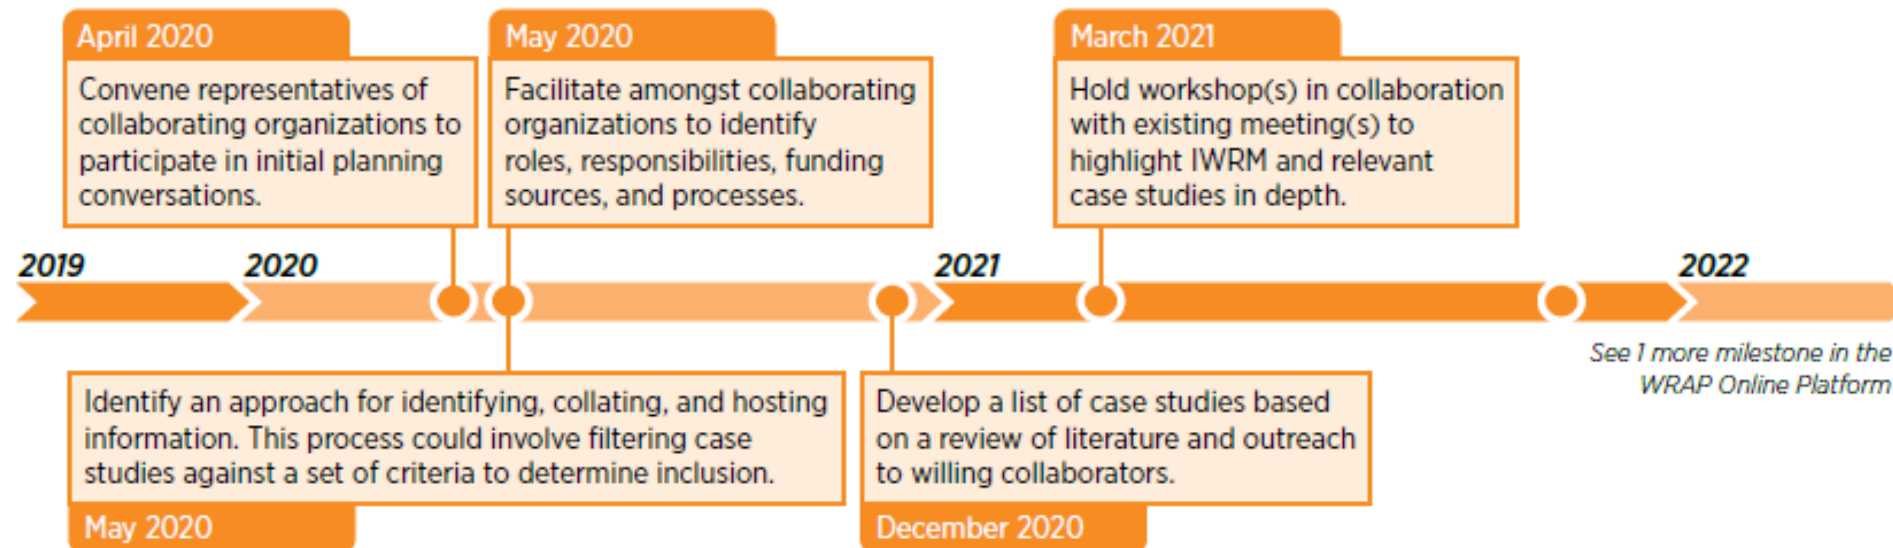 April 2020
Convene representatives of
collaborating organizations to
participate in initial planning
conversations.
May 2020
Facilitate amongst collaborating
organizations to identify
roles, responsibilities, funding
sources, and processes.
March 2021
Hold workshop(s) in collaboration
with existing meeting(s) to
highlight IWRM and relevant
case studies in depth.
2019
2020
2021
2022
See 1 more milestone in the
WRAP Online Platform
Identify an approach for identifying, collating, and hosting
information. This process could involve filtering case
studies against a set of criteria to determine inclusion.
May 2020
Develop a list of case studies based
on a review of literature and outreach
to willing collaborators.
December 2020